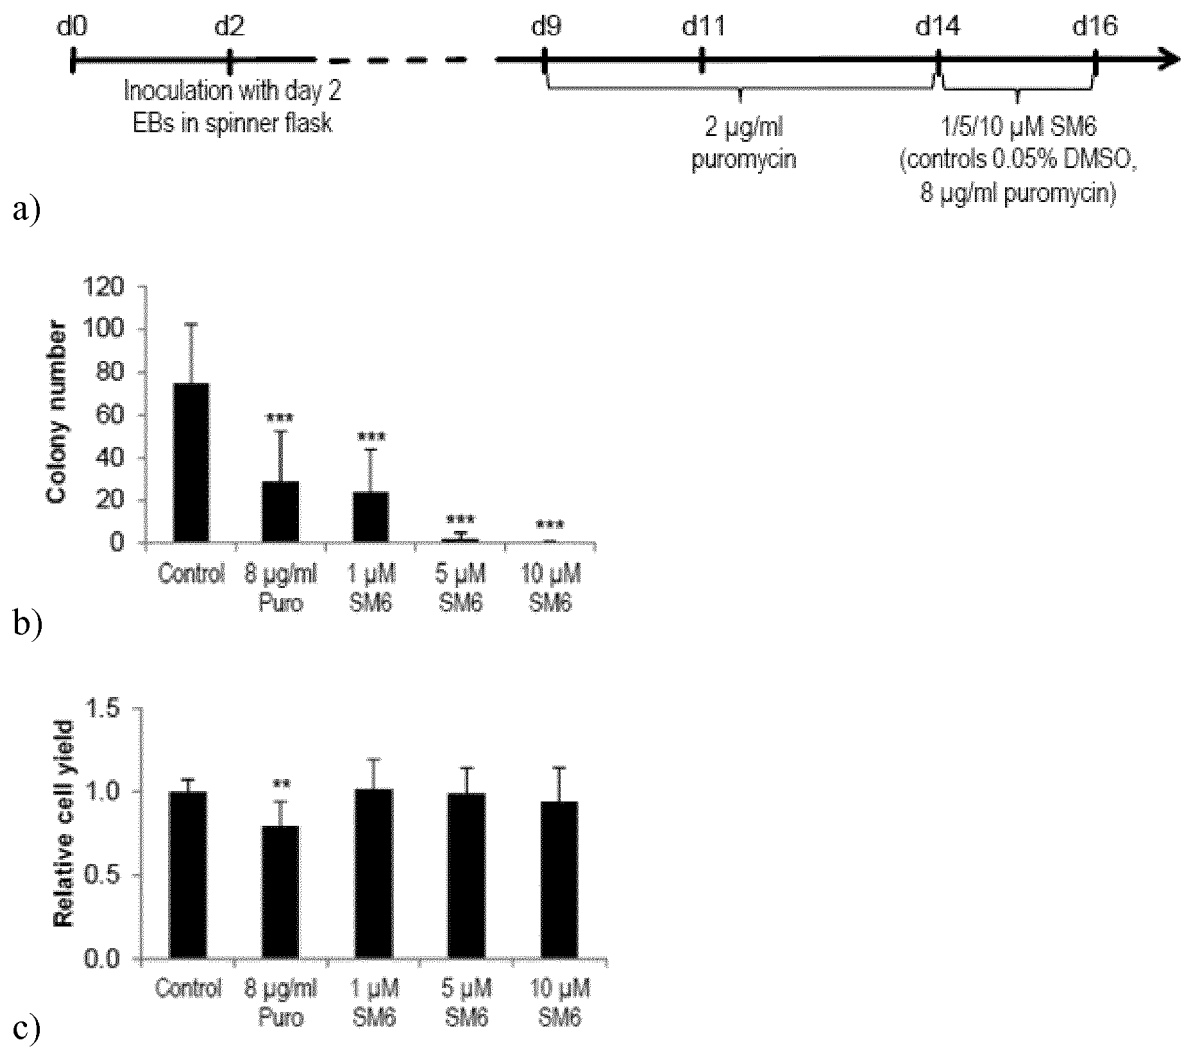 d0 d2 d9 d11 d14 d16
Inoculation with day 2
EBs in spinner flask
2 µg/ml
puromycin
1/5/10 µM SM6
(controls 0.05% DMSO,
8 µg/ml puromycin)
a)
Colony number
120
100
80
60
40
20
0
***
***
***
***
Control 8 µg/ml 1 µM 5 µM 10 µM
Puro SM6 SM6 SM6
b)
Relative cell yield
1.5
1.0
0.5
0.0
**
Control 8 µg/ml 1 µM 5 µM 10 µM
Puro SM6 SM6 SM6
c)